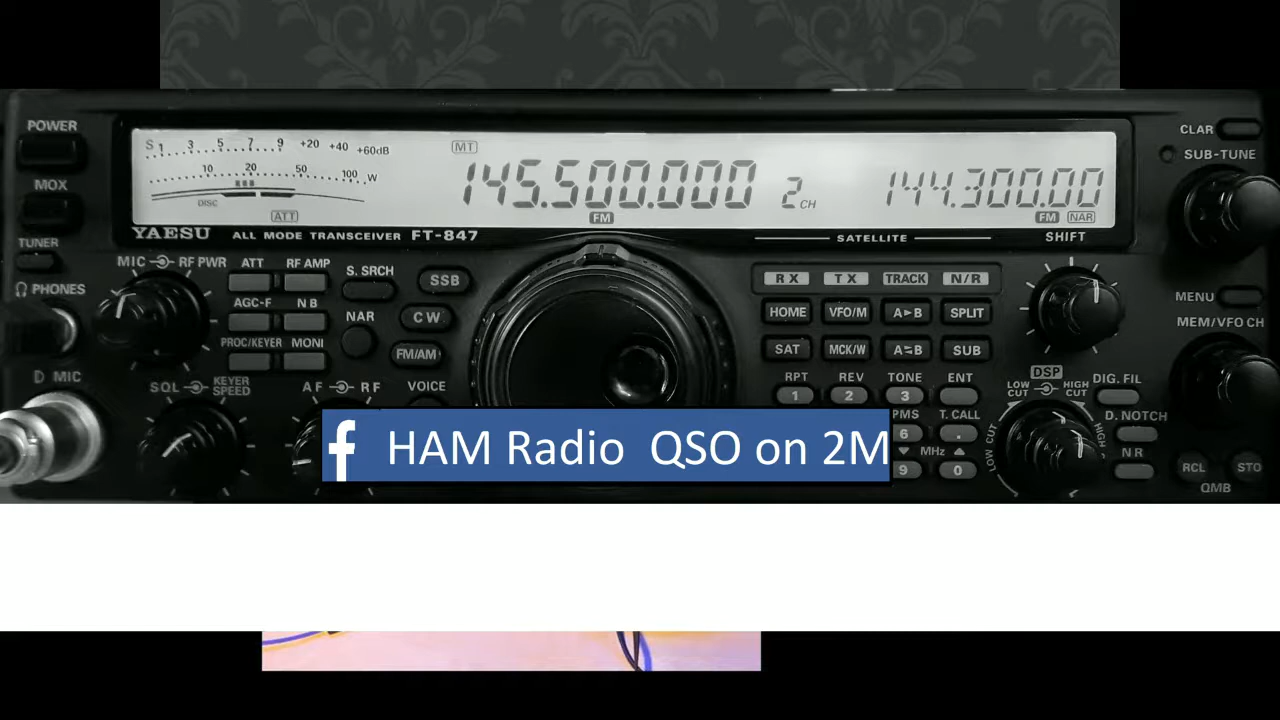 POWER
MOX
TUNER
PHONES
D MIC
S 1 3 5 7 9 +20 +40 +60dB
10 20 50 100 W
DISC
ATT
MT
145.500.000
FM
2 CH
144.300.00
FM NAR
YAESU ALL MODE TRANSCEIVER FT-847
SATELLITE
SHIFT
CLAR
SUB-TUNE
MIC RF PWR
ATT RF AMP
AGC-F N B
PROC/KEYER MONI
S. SRCH
NAR
SSB
CW
FM/AM
VOICE
SQL KEYER SPEED
AF RF
RX TX TRACK N/R
HOME VFO/M A►B SPLIT
SAT MCK/W A⇆B SUB
RPT REV TONE ENT
1 2 3
PMS T. CALL
6 .
▼ MHz ▲
9 0
MENU
MEM/VFO CH
DSP
LOW CUT HIGH CUT
DIG. FIL
D. NOTCH
NR
LOW CUT
HIGH
RCL STO
QMB
f HAM Radio QSO on 2M